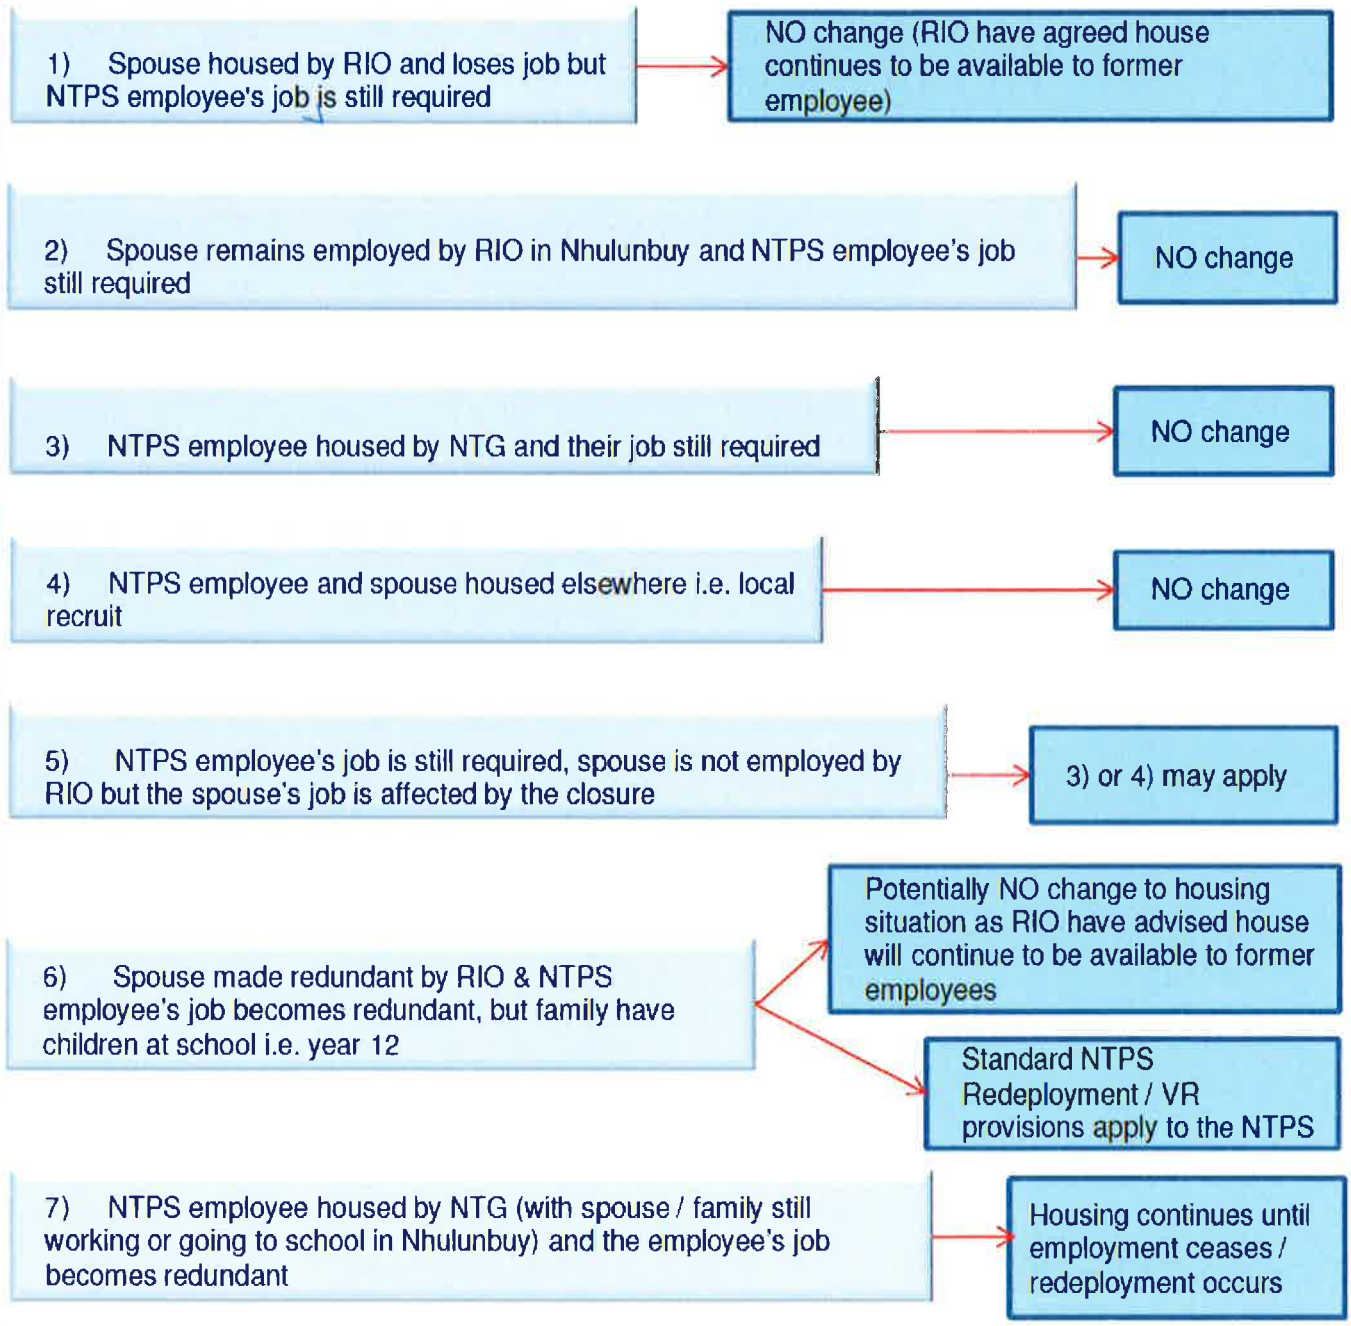 1) Spouse housed by RIO and loses job but
NTPS employee's job is still required
NO change (RIO have agreed house
continues to be available to former
employee)
2) Spouse remains employed by RIO in Nhulunbuy and NTPS employee's job
still required
NO change
3) NTPS employee housed by NTG and their job still required
NO change
4) NTPS employee and spouse housed elsewhere i.e. local
recruit
NO change
5) NTPS employee's job is still required, spouse is not employed by
RIO but the spouse's job is affected by the closure
3) or 4) may apply
6) Spouse made redundant by RIO & NTPS
employee's job becomes redundant, but family have
children at school i.e. year 12
Potentially NO change to housing
situation as RIO have advised house
will continue to be available to former
employees
Standard NTPS
Redeployment / VR
provisions apply to the NTPS
7) NTPS employee housed by NTG (with spouse / family still
working or going to school in Nhulunbuy) and the employee's job
becomes redundant
Housing continues until
employment ceases /
redeployment occurs